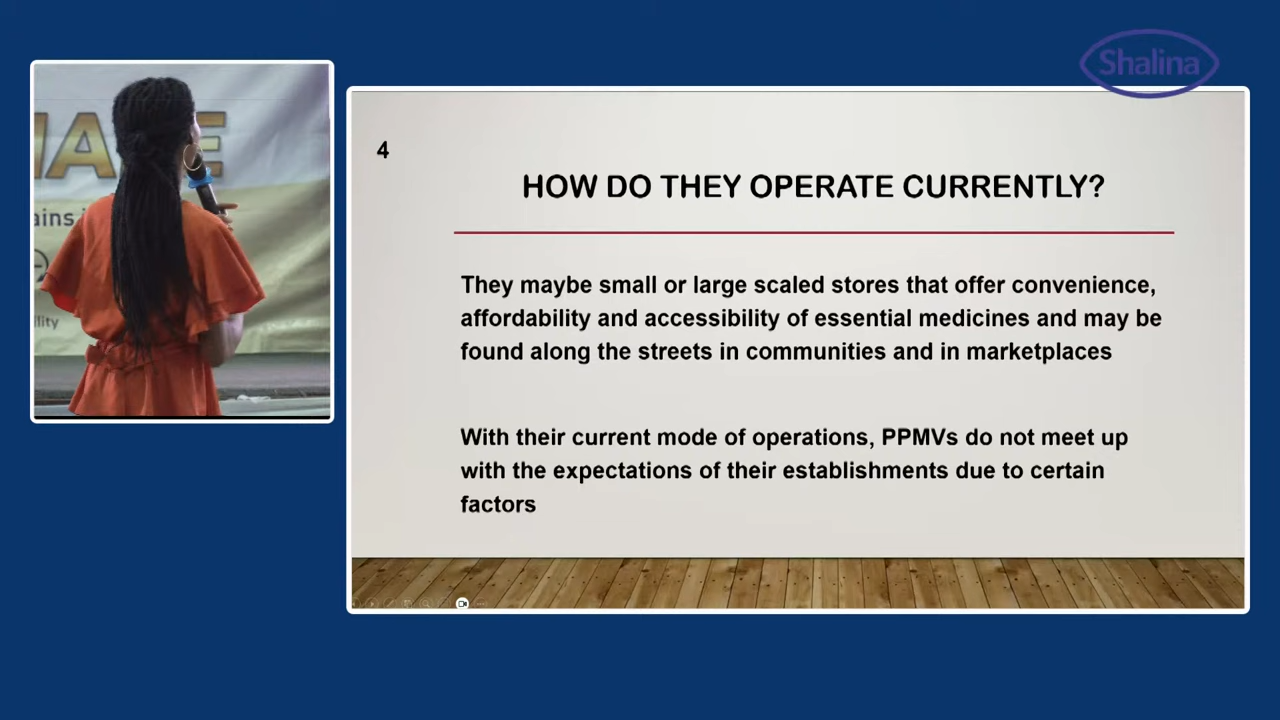 Shalina
ains i
ility
4
HOW DO THEY OPERATE CURRENTLY?
They maybe small or large scaled stores that offer convenience,
affordability and accessibility of essential medicines and may be
found along the streets in communities and in marketplaces
With their current mode of operations, PPMVs do not meet up
with the expectations of their establishments due to certain
factors